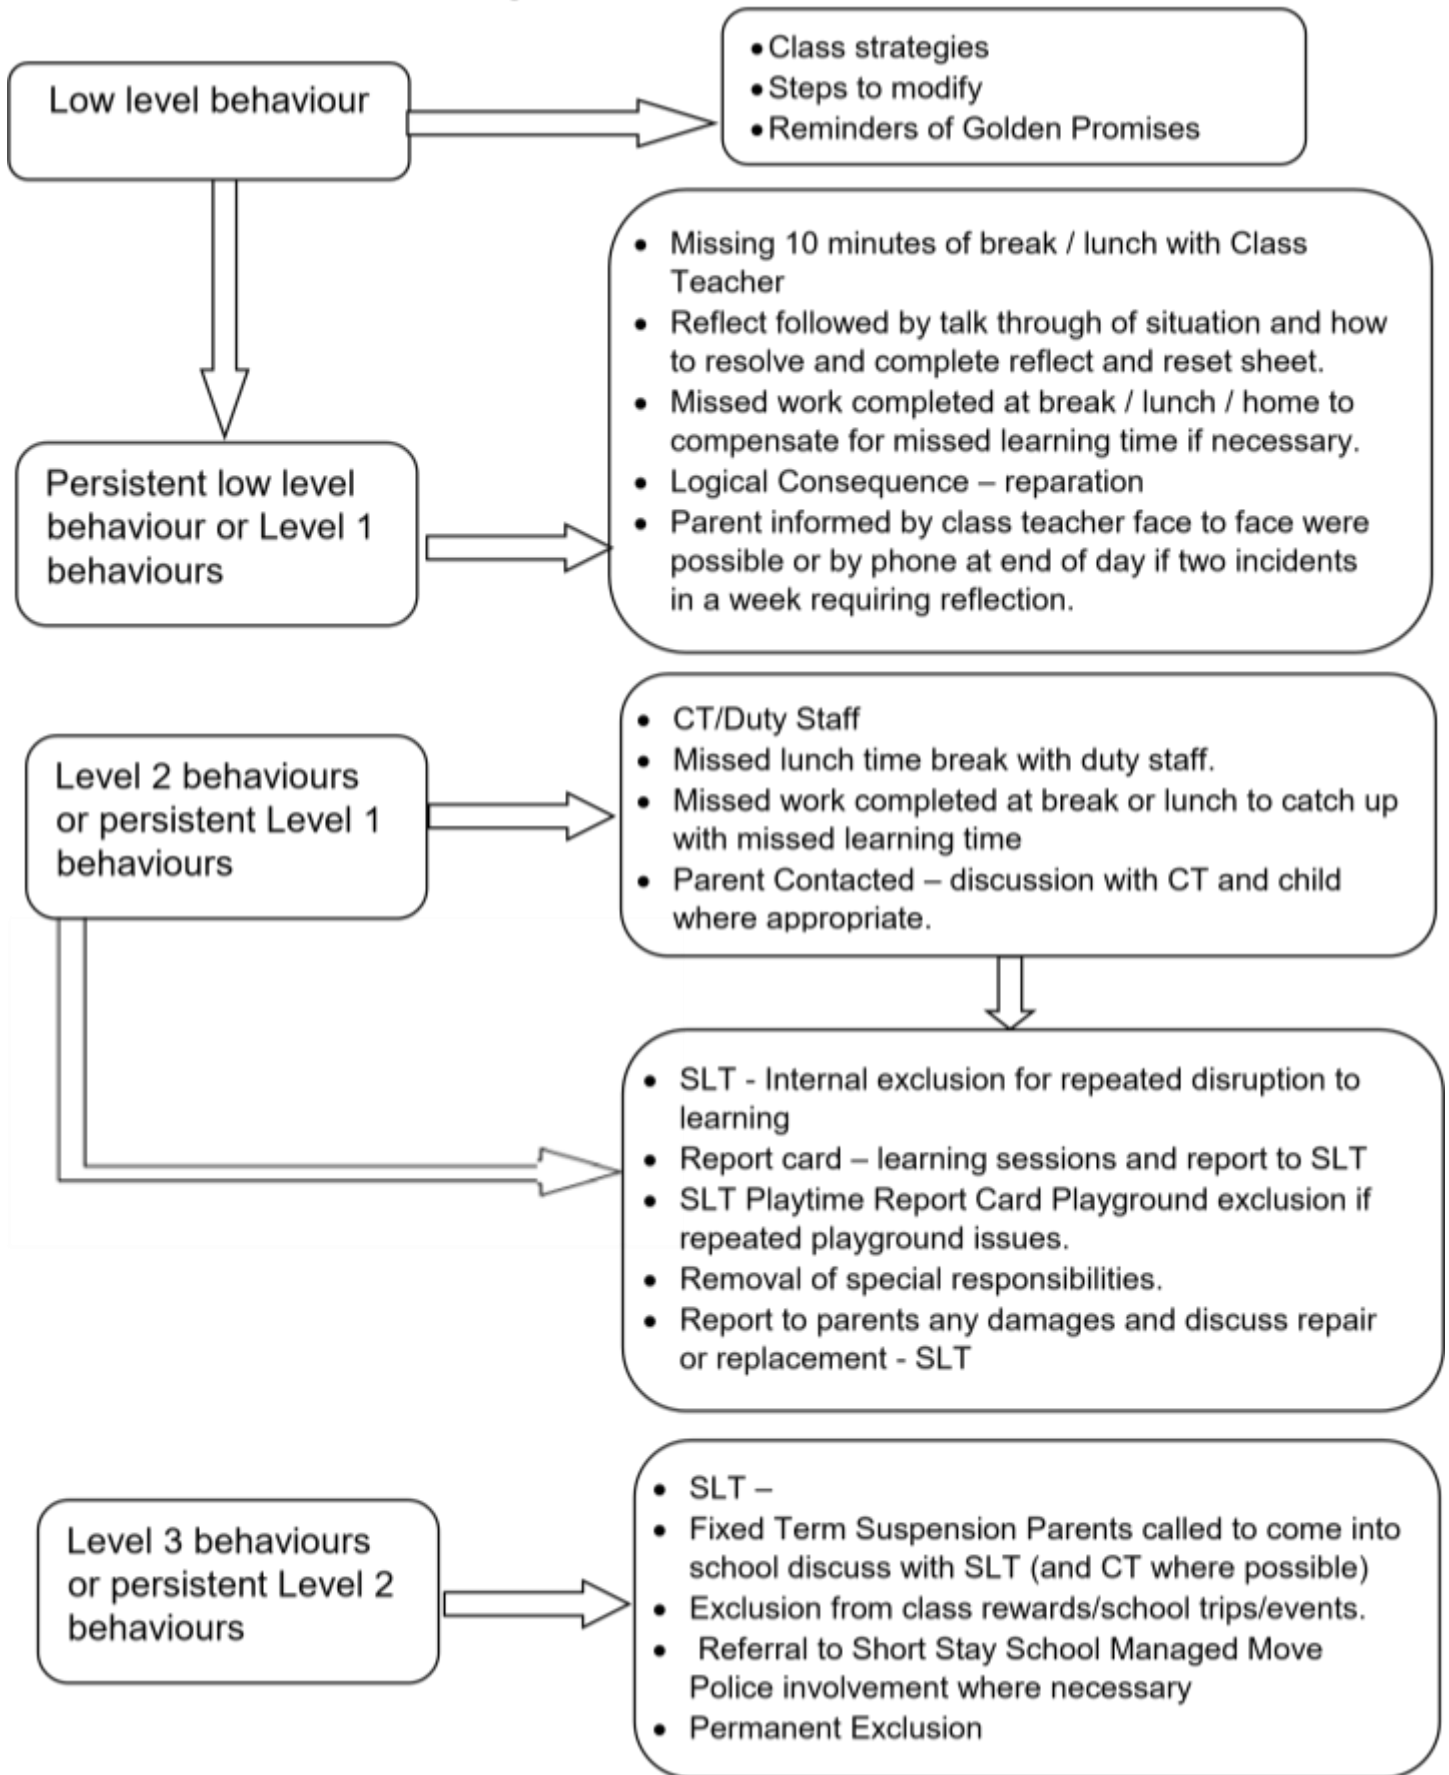 Low level behaviour
•Class strategies
•Steps to modify
•Reminders of Golden Promises
Persistent low level
behaviour or Level 1
behaviours
• Missing 10 minutes of break / lunch with Class
Teacher
• Reflect followed by talk through of situation and how
to resolve and complete reflect and reset sheet.
• Missed work completed at break / lunch / home to
compensate for missed learning time if necessary.
• Logical Consequence – reparation
• Parent informed by class teacher face to face were
possible or by phone at end of day if two incidents
in a week requiring reflection.
Level 2 behaviours
or persistent Level 1
behaviours
• CT/Duty Staff
• Missed lunch time break with duty staff.
• Missed work completed at break or lunch to catch up
with missed learning time
• Parent Contacted – discussion with CT and child
where appropriate.
• SLT - Internal exclusion for repeated disruption to
learning
• Report card – learning sessions and report to SLT
• SLT Playtime Report Card Playground exclusion if
repeated playground issues.
• Removal of special responsibilities.
• Report to parents any damages and discuss repair
or replacement - SLT
Level 3 behaviours
or persistent Level 2
behaviours
• SLT –
• Fixed Term Suspension Parents called to come into
school discuss with SLT (and CT where possible)
• Exclusion from class rewards/school trips/events.
• Referral to Short Stay School Managed Move
Police involvement where necessary
• Permanent Exclusion